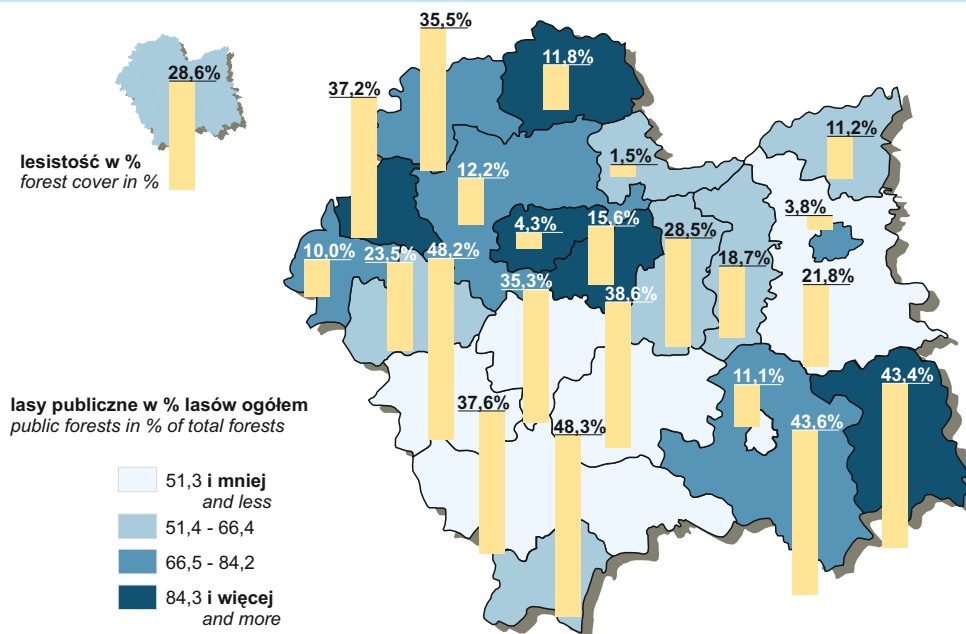 35,5%
11,8%
28,6%
37,2%
11,2%
lesistość w %
forest cover in %
1,5%
12,2%
3,8%
4,3%
15,6%
28,5%
10,0%
23,5%
48,2%
18,7%
35,3%
21,8%
38,6%
lasy publiczne w % lasów ogółem
public forests in % of total forests
11,1%
43,4%
37,6%
48,3%
43,6%
51,3 i mniej
and less
51,4 - 66,4
66,5 - 84,2
84,3 i więcej
and more